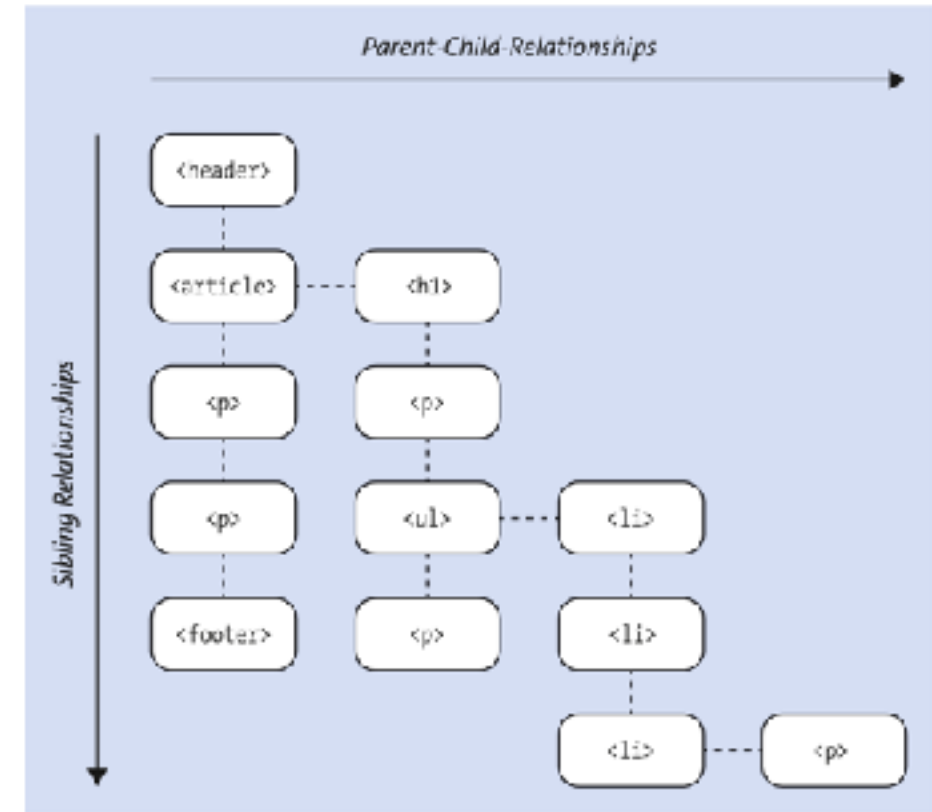 Parent-Child-Relationships
Sibling Relationships
<header>
<article>
<h1>
<p>
<p>
<p>
<ul>
<li>
<footer>
<p>
<li>
<li>
<p>